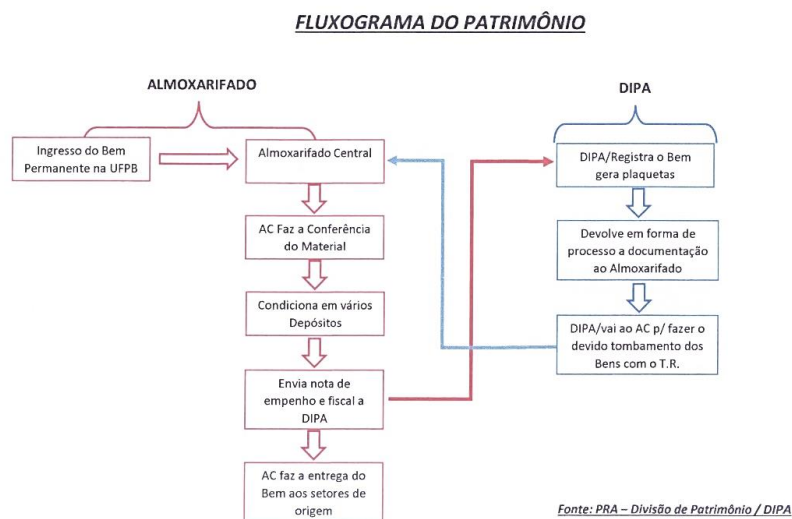 FLUXOGRAMA DO PATRIMÔNIO
ALMOXARIFADO
Ingresso do Bem
Permanente na UFPB
Almoxarifado Central
AC Faz a Conferência
do Material
Condiciona em vários
Depósitos
Envia nota de
empenho e fiscal a
DIPA
AC faz a entrega do
Bem aos setores de
origem
DIPA
DIPA/Registra o Bem
gera plaquetas
Devolve em forma de
processo a documentação
ao Almoxarifado
DIPA/vai ao AC p/ fazer o
devido tombamento dos
Bens com o T.R.
Fonte: PRA – Divisão de Patrimônio / DIPA